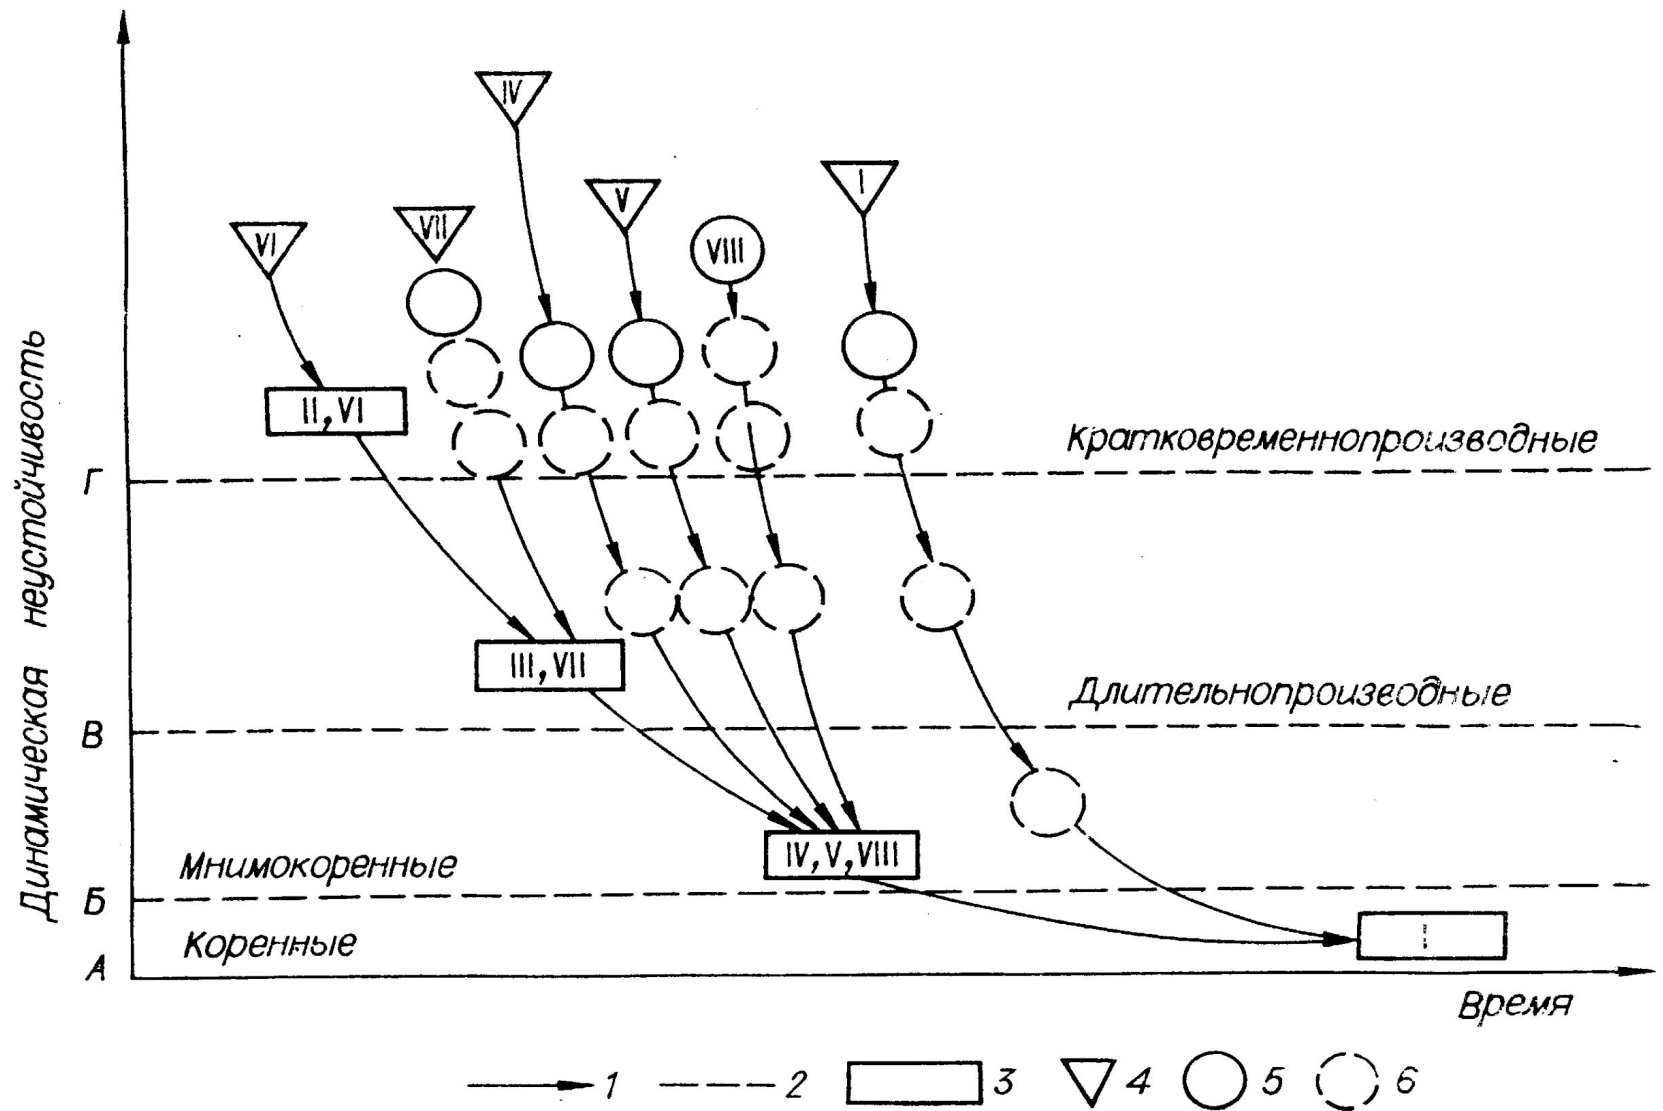 IV
I
V
VII
VI
VIII
II, VI
Кратковременнопроизводные
Г
III, VII
Длительнопроизводные
В
IV, V, VIII
Мнимокоренные
Б
I
Коренные
А
Динамическая неустойчивость
Время
1 2 3 4 5 6